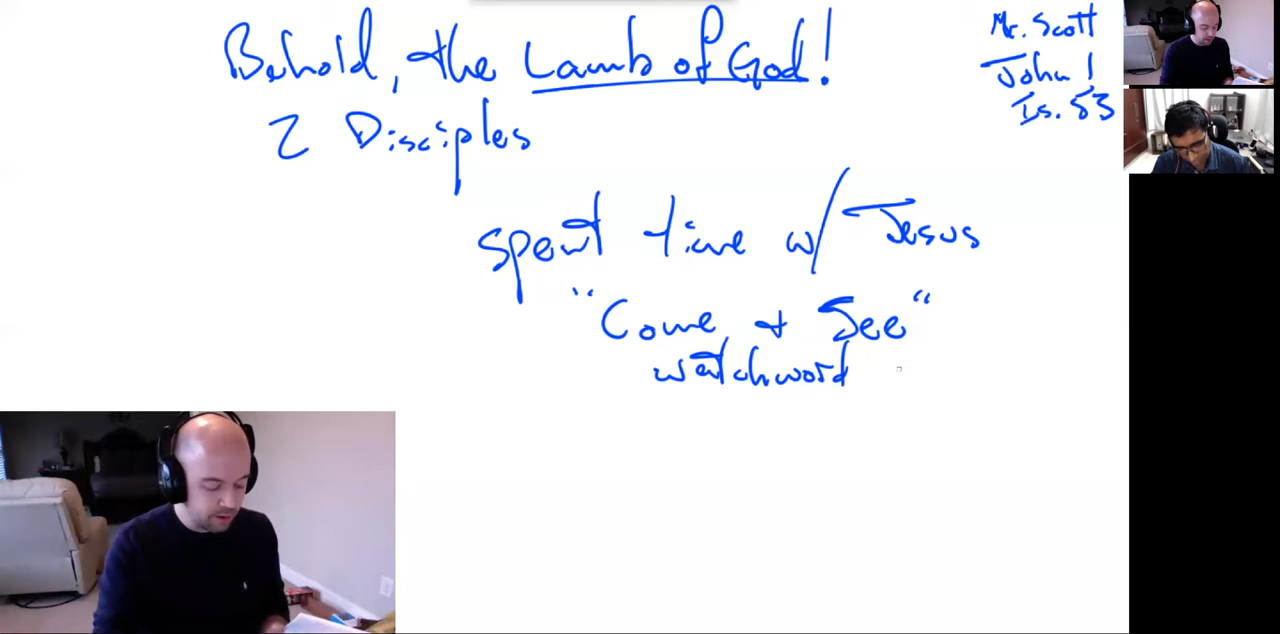 Behold, the Lamb of God!
2 Disciples
spent time w/ Jesus
"Come & See"
watchword
Mr. Scott
John 1
Is. 53